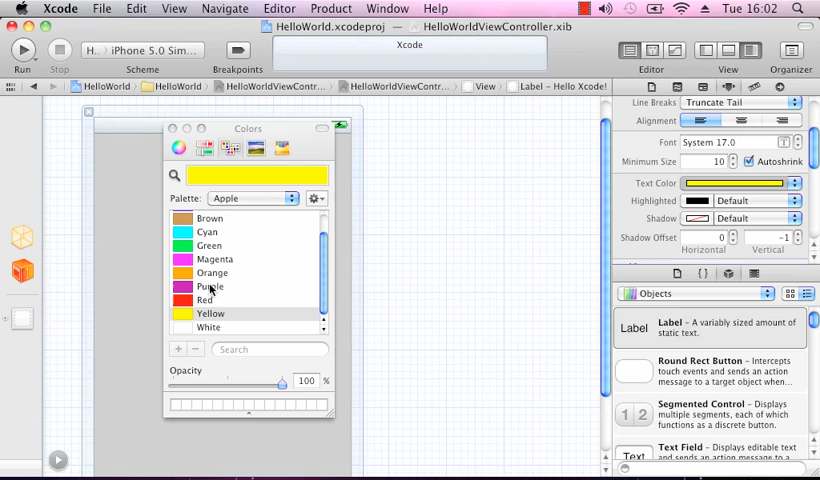 Xcode File Edit View Navigate Editor Product Window Help Tue 16:02
HelloWorld.xcodeproj — HelloWorldViewController.xib
H.. iPhone 5.0 Sim...
Xcode
Run Stop Scheme Breakpoints Editor View Organizer
HelloWorld HelloWorld HelloWorldViewContr... HelloWorldViewContr... View Label – Hello Xcode!
Colors
Palette: Apple
Brown
Cyan
Green
Magenta
Orange
Purple
Red
Yellow
White
Search
Opacity
100 %
Line Breaks Truncate Tail
Alignment
Font System 17.0
Minimum Size 10 Autoshrink
Text Color
Highlighted Default
Shadow Default
Shadow Offset 0 -1
Horizontal Vertical
Objects
Label
Label – A variably sized amount of
static text.
Round Rect Button – Intercepts
touch events and sends an action
message to a target object when...
1 2
Segmented Control – Displays
multiple segments, each of which
functions as a discrete button.
Text
Text Field – Displays editable text
and sends an action message to a